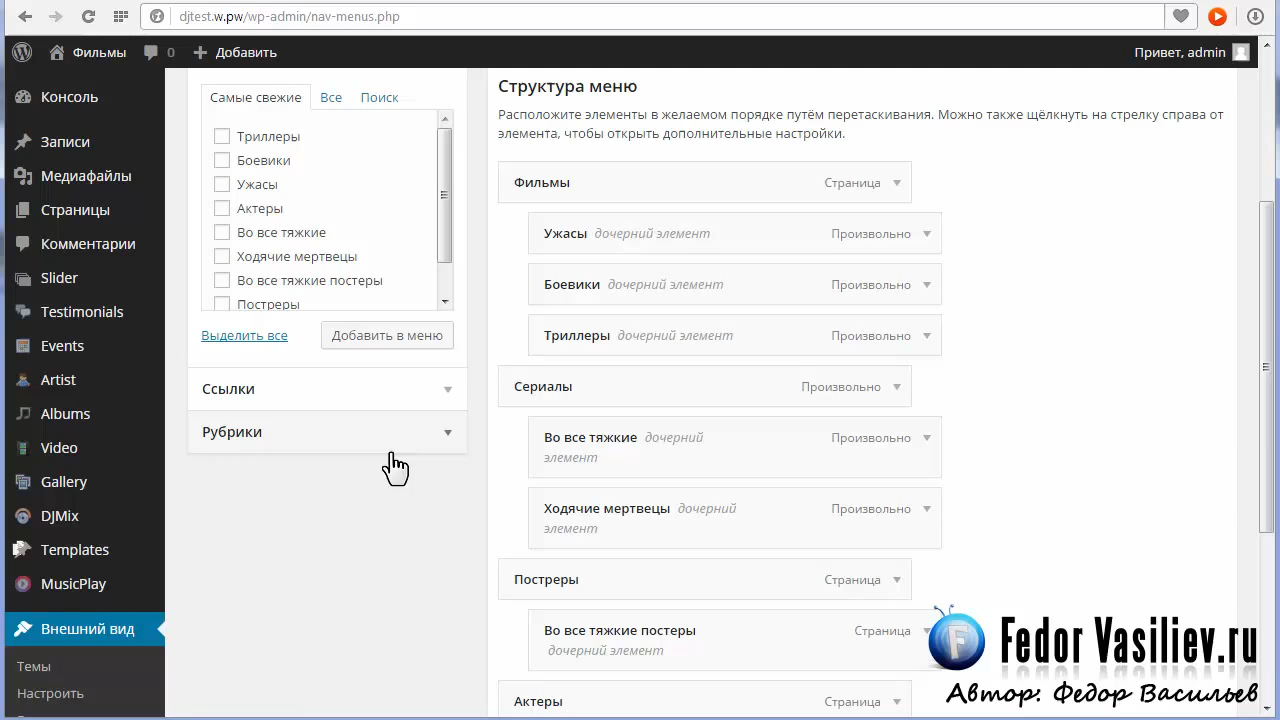 djtest.w.pw/wp-admin/nav-menus.php
Фильмы 0 Добавить Привет, admin
Консоль
Записи
Медиафайлы
Страницы
Комментарии
Slider
Testimonials
Events
Artist
Albums
Video
Gallery
DJMix
Templates
MusicPlay
Внешний вид
Темы
Настроить
Самые свежие Все Поиск
Триллеры
Боевики
Ужасы
Актеры
Во все тяжкие
Ходячие мертвецы
Во все тяжкие постеры
Постреры
Выделить все Добавить в меню
Ссылки
Рубрики
Структура меню
Расположите элементы в желаемом порядке путём перетаскивания. Можно также щёлкнуть на стрелку справа от
элемента, чтобы открыть дополнительные настройки.
Фильмы Страница
Ужасы дочерний элемент Произвольно
Боевики дочерний элемент Произвольно
Триллеры дочерний элемент Произвольно
Сериалы Произвольно
Во все тяжкие дочерний Произвольно
элемент
Ходячие мертвецы дочерний Произвольно
элемент
Постреры Страница
Во все тяжкие постеры Страница
дочерний элемент
Актеры Страница
F Fedor Vasiliev.ru
Автор: Федор Васильев